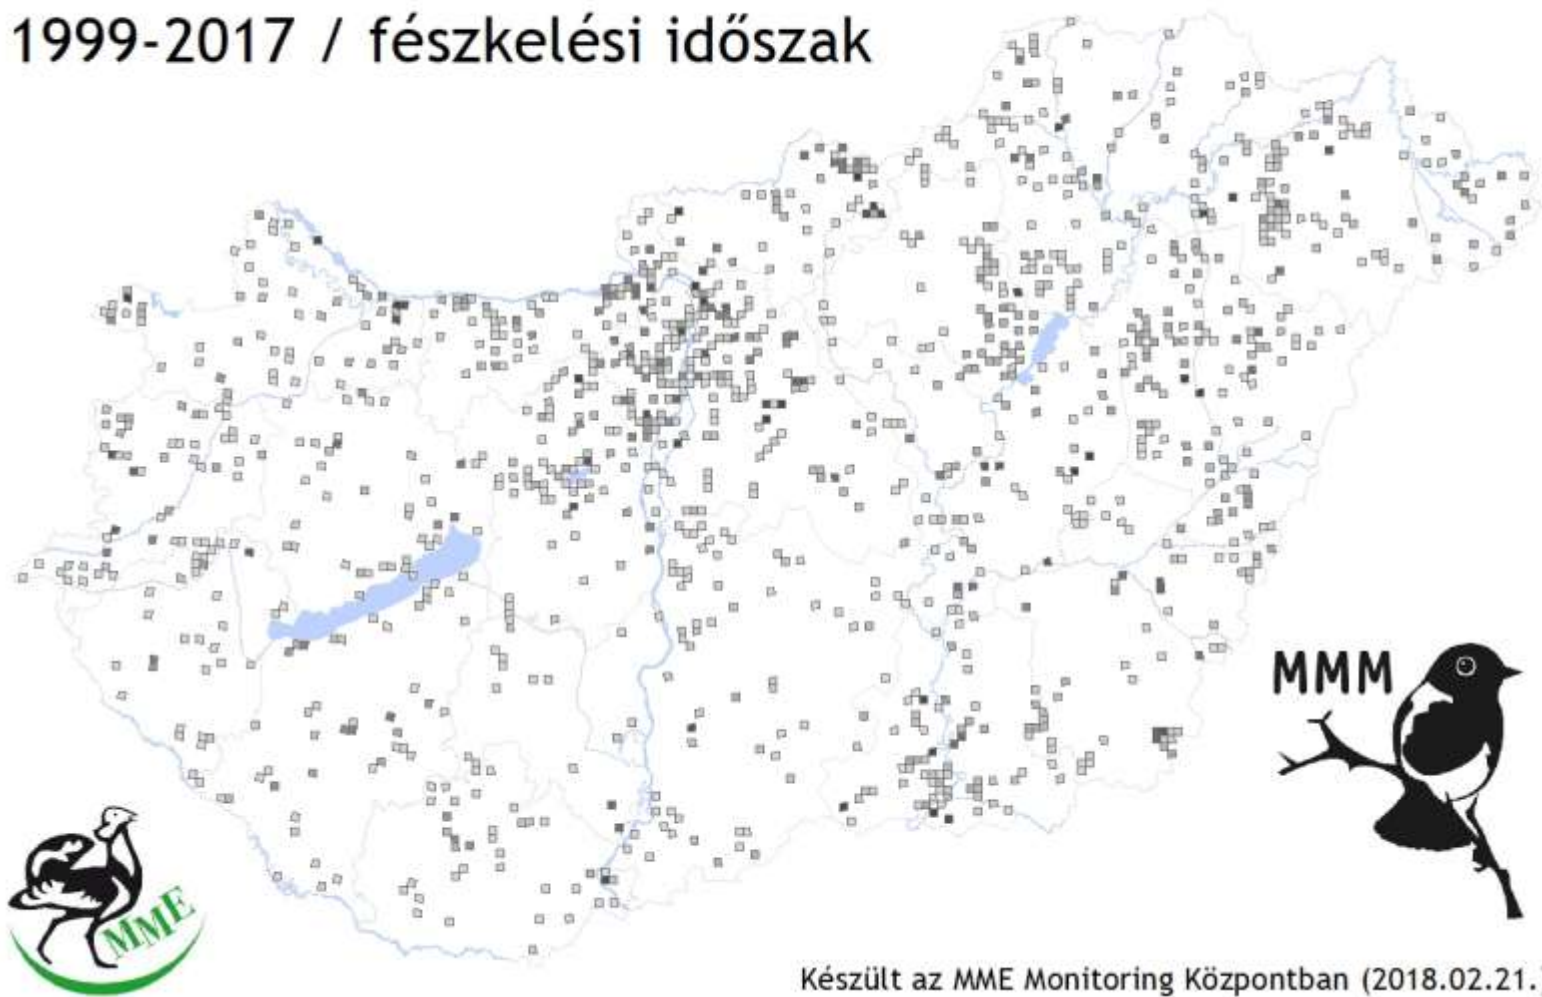 1999-2017 / fészkelési időszak
MMM
MME
Készült az MME Monitoring Központban (2018.02.21.)